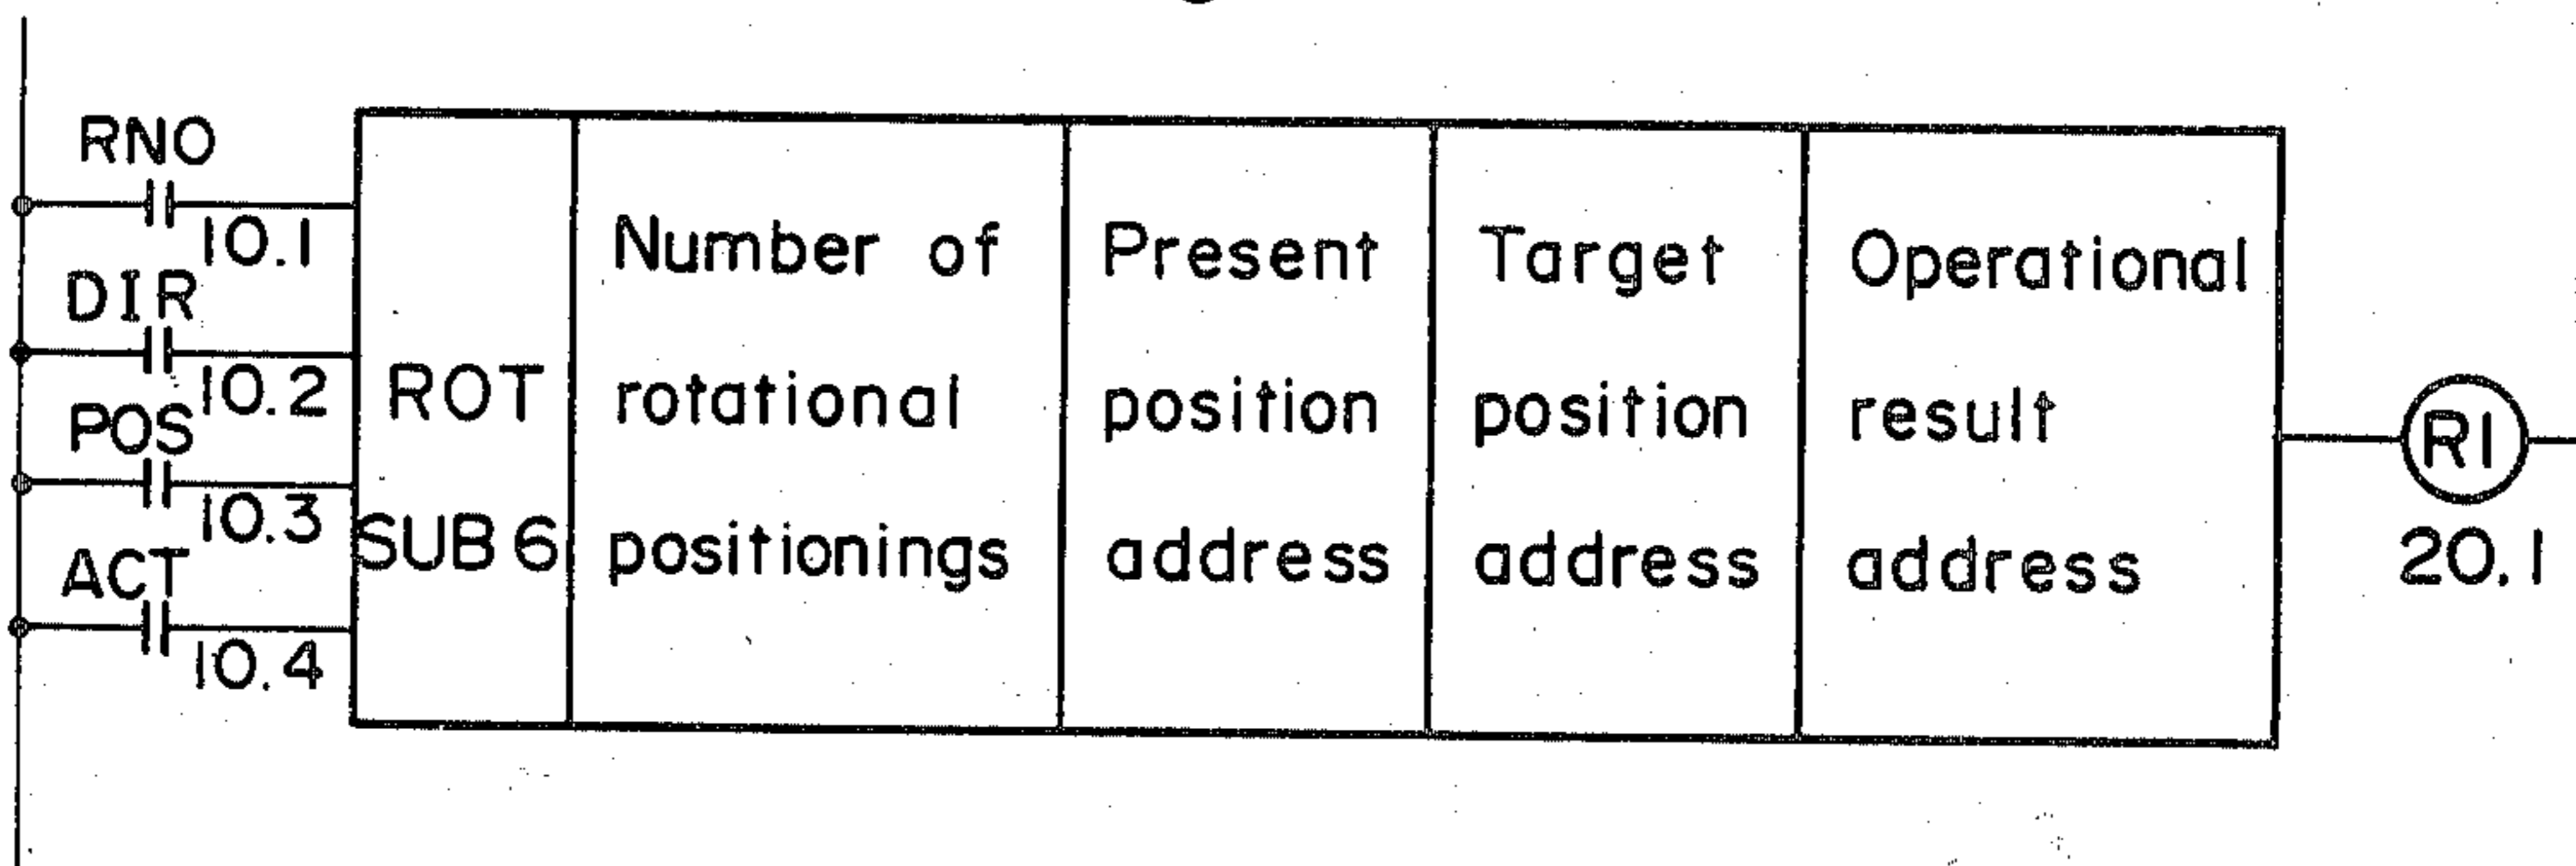 RNO
10.1
DIR
10.2
POS
10.3
ACT
10.4
ROT
SUB 6
Number of
rotational
positionings
Present
position
address
Target
position
address
Operational
result
address
R1
20.1